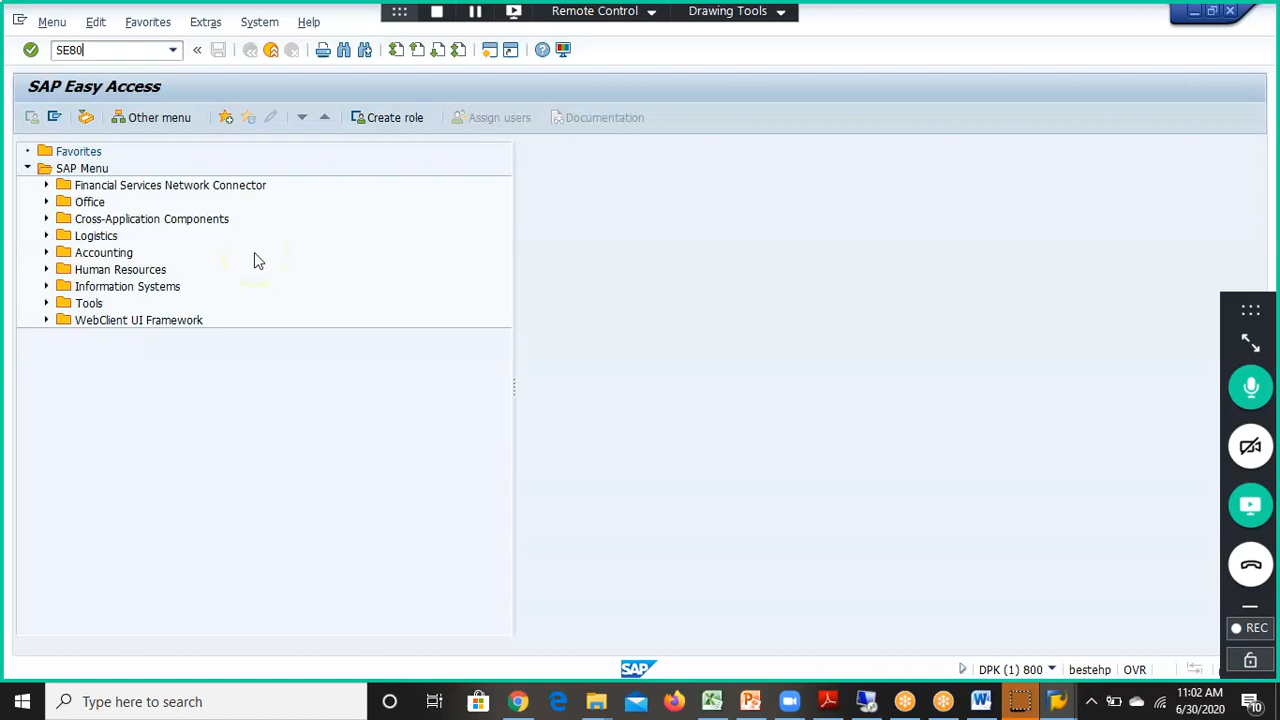 Remote Control
Drawing Tools
Menu Edit Favorites Extras System Help
SE80
SAP Easy Access
Other menu
Create role
Assign users
Documentation
Favorites
SAP Menu
Financial Services Network Connector
Office
Cross-Application Components
Logistics
Accounting
Human Resources
Information Systems
Tools
WebClient UI Framework
REC
SAP
DPK (1) 800
bestehp
OVR
Type here to search
11:02 AM
6/30/2020
10